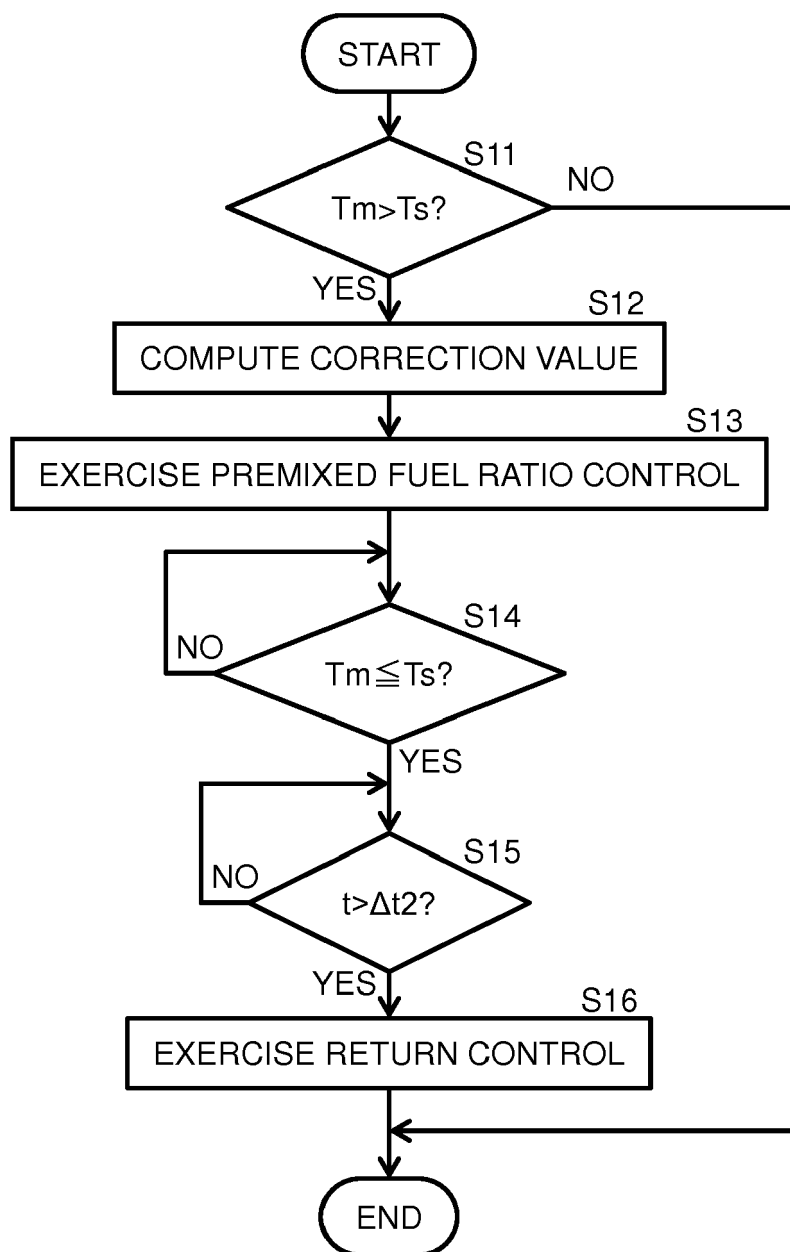 START
S11
Tm>Ts?
NO
YES
S12
COMPUTE CORRECTION VALUE
S13
EXERCISE PREMIXED FUEL RATIO CONTROL
S14
NO
Tm≦Ts?
YES
S15
NO
t>Δt2?
YES
S16
EXERCISE RETURN CONTROL
END